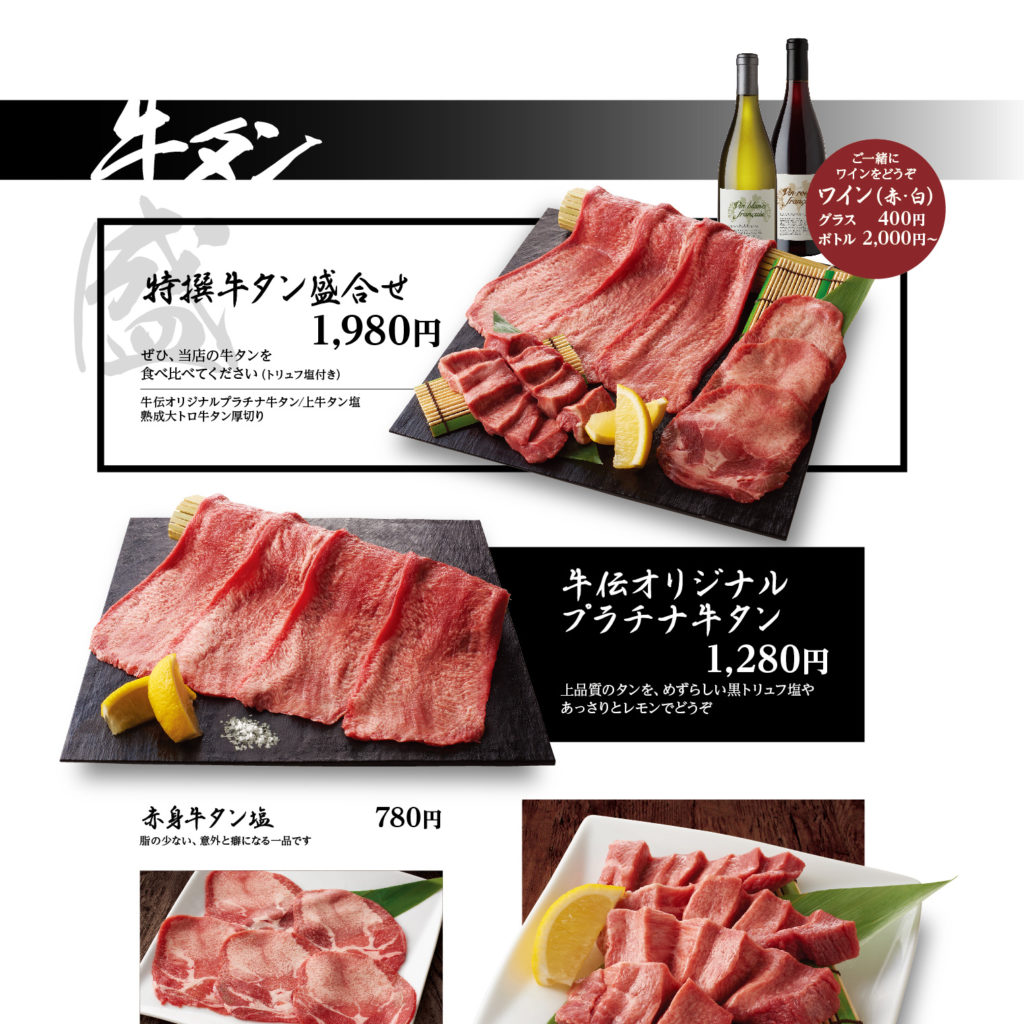 牛タン
盛
ご一緒に
ワインをどうぞ
ワイン(赤・白)
グラス 400円
ボトル 2,000円~
Vin blanc
français
Vin rouge
français
特撰牛タン盛合せ
1,980円
ぜひ、当店の牛タンを
食べ比べてください(トリュフ塩付き)
牛伝オリジナルプラチナ牛タン/上牛タン塩
熟成大トロ牛タン厚切り
牛伝オリジナル
プラチナ牛タン
1,280円
上品質のタンを、めずらしい黒トリュフ塩や
あっさりとレモンでどうぞ
赤身牛タン塩 780円
脂の少ない、意外と癖になる一品です